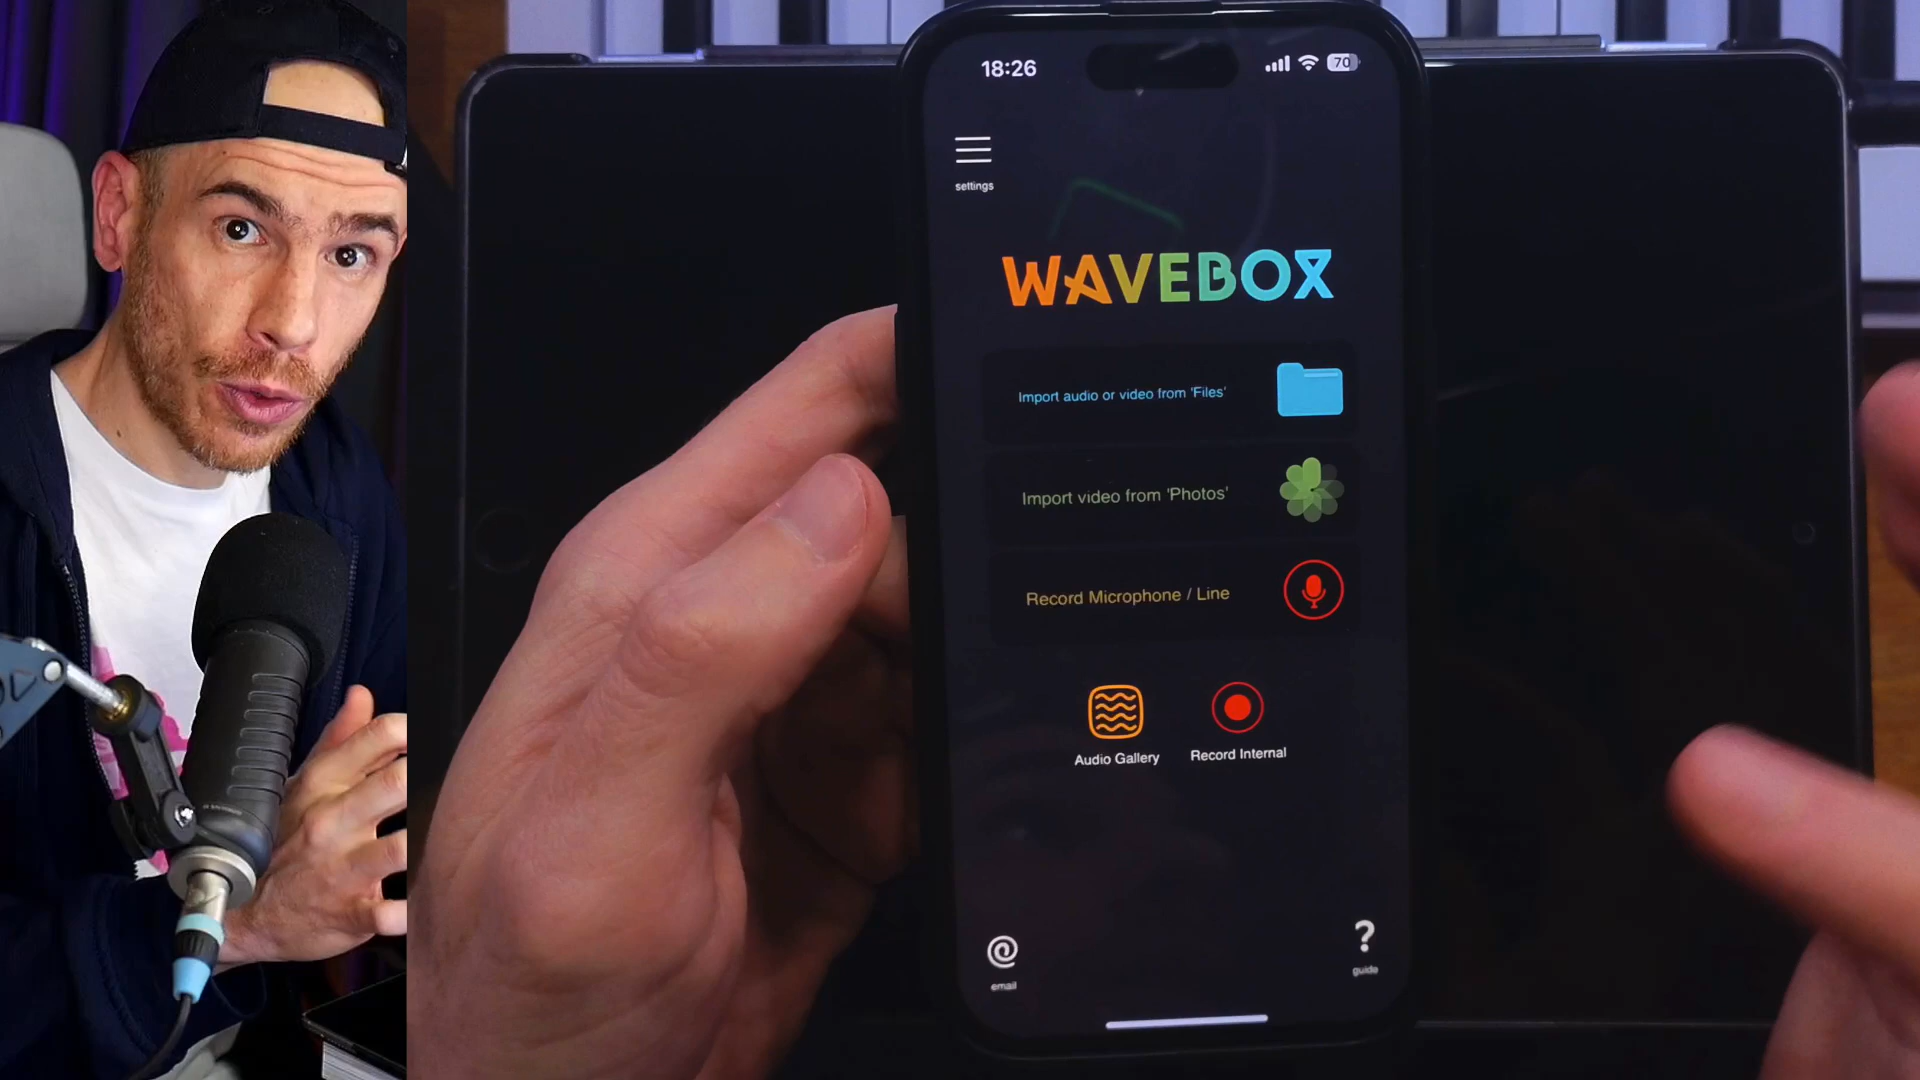 18:26
70
settings
WAVEBOX
Import audio or video from 'Files'
Import video from 'Photos'
Record Microphone / Line
Audio Gallery
Record Internal
@
email
?
guide